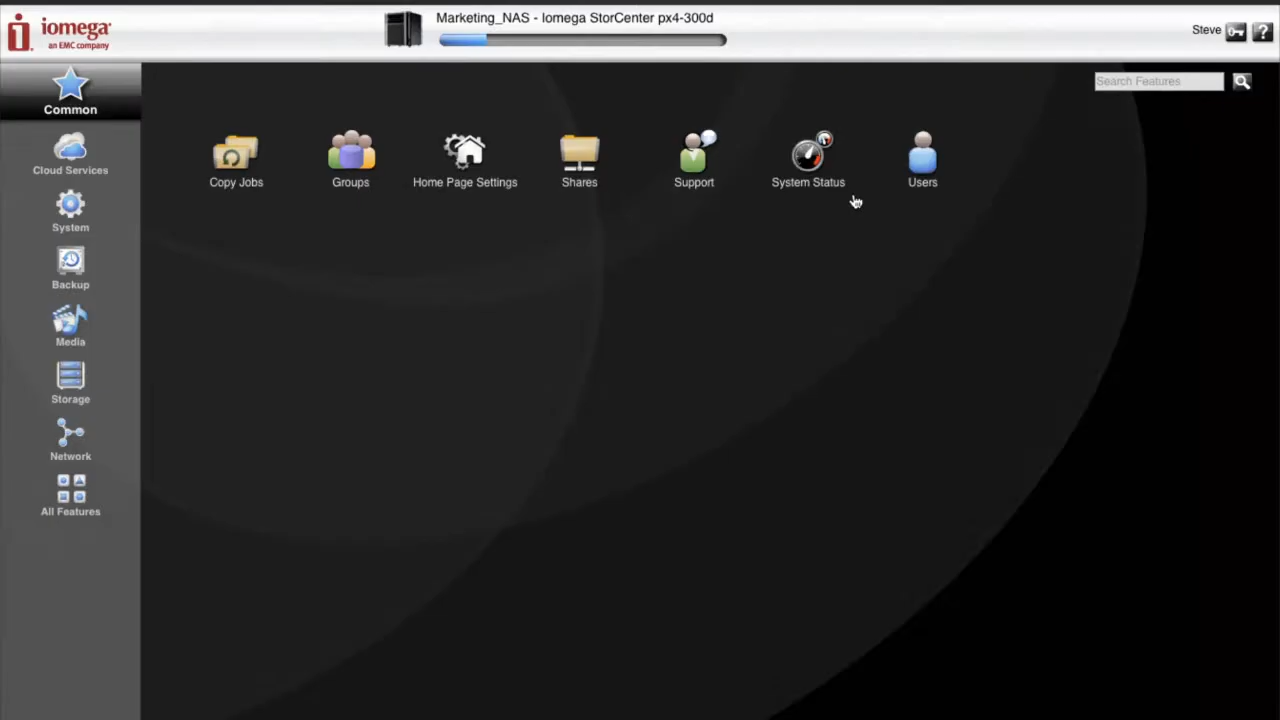 iomega
an EMC company
Marketing_NAS - Iomega StorCenter px4-300d
Steve
?
Search Features
Common
Cloud Services
System
Backup
Media
Storage
Network
All Features
Copy Jobs
Groups
Home Page Settings
Shares
Support
System Status
Users